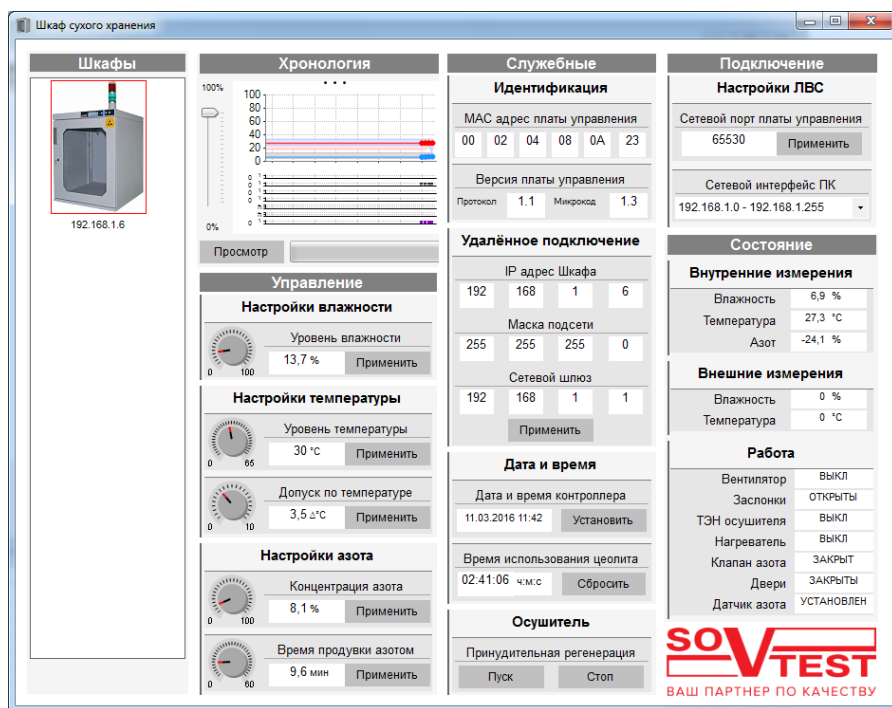 Шкаф сухого хранения
Шкафы
192.168.1.6
Хронология
100%
0%
100
80
60
40
20
0
Просмотр
Управление
Настройки влажности
Уровень влажности
0 100
13,7 % Применить
Настройки температуры
Уровень температуры
0 65
30 °C Применить
Допуск по температуре
0 10
3,5 Δ°C Применить
Настройки азота
Концентрация азота
0 100
8,1 % Применить
Время продувки азотом
0 60
9,6 мин Применить
Служебные
Идентификация
MAC адрес платы управления
00 02 04 08 0A 23
Версия платы управления
Протокол 1.1 Микрокод 1.3
Удалённое подключение
IP адрес Шкафа
192 168 1 6
Маска подсети
255 255 255 0
Сетевой шлюз
192 168 1 1
Применить
Дата и время
Дата и время контроллера
11.03.2016 11:42 Установить
Время использования цеолита
02:41:06 ч:м:с Сбросить
Осушитель
Принудительная регенерация
Пуск Стоп
Подключение
Настройки ЛВС
Сетевой порт платы управления
65530 Применить
Сетевой интерфейс ПК
192.168.1.0 - 192.168.1.255
Состояние
Внутренние измерения
Влажность 6,9 %
Температура 27,3 °C
Азот -24,1 %
Внешние измерения
Влажность 0 %
Температура 0 °C
Работа
Вентилятор ВЫКЛ
Заслонки ОТКРЫТЫ
ТЭН осушителя ВЫКЛ
Нагреватель ВЫКЛ
Клапан азота ЗАКРЫТ
Двери ЗАКРЫТЫ
Датчик азота УСТАНОВЛЕН
SOVTEST
ВАШ ПАРТНЕР ПО КАЧЕСТВУ